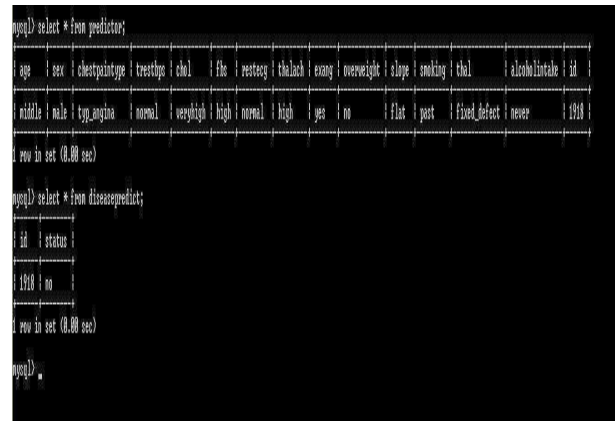 mysql> select * from predictor;
| age | sex | chestpaintype | trestbps | chol | fbs | restecg | thalach | exang | overweight | slope | smoking | thal | alcoholintake | id |
| middle | male | typ_angina | normal | veryhigh | high | normal | high | yes | no | flat | past | fixed_defect | never | 1918 |
1 row in set (0.00 sec)
mysql> select * from diseasepredict;
| id | status |
| 1918 | no |
1 row in set (0.00 sec)
mysql> _